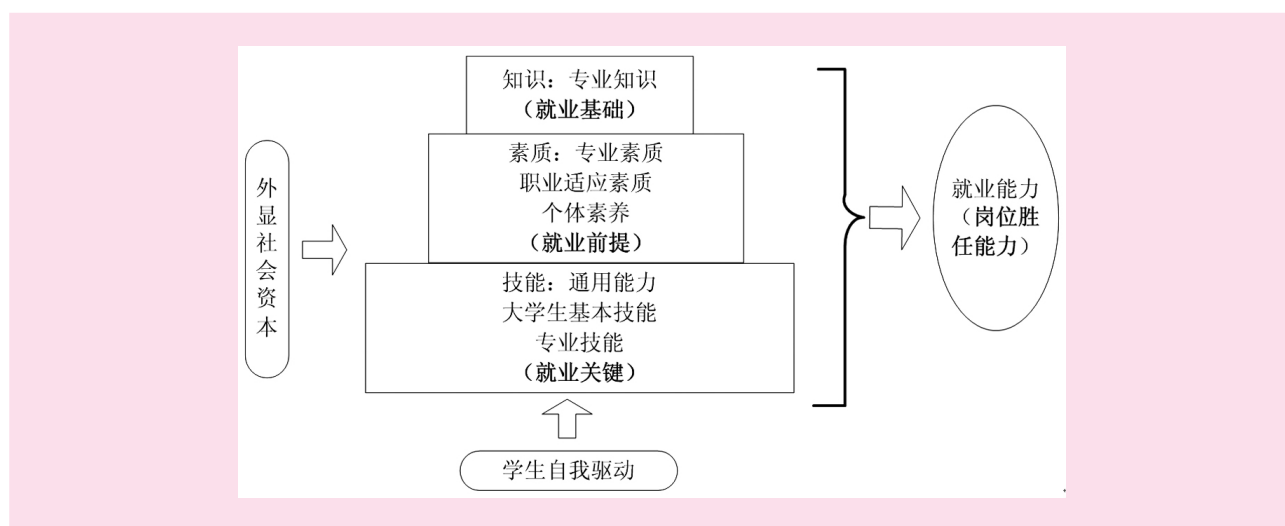 知识：专业知识
（就业基础）
素质：专业素质
职业适应素质
个体素养
（就业前提）
技能：通用能力
大学生基本技能
专业技能
（就业关键）
外
显
社
会
资
本
学生自我驱动
就业能力
（岗位胜
任能力）